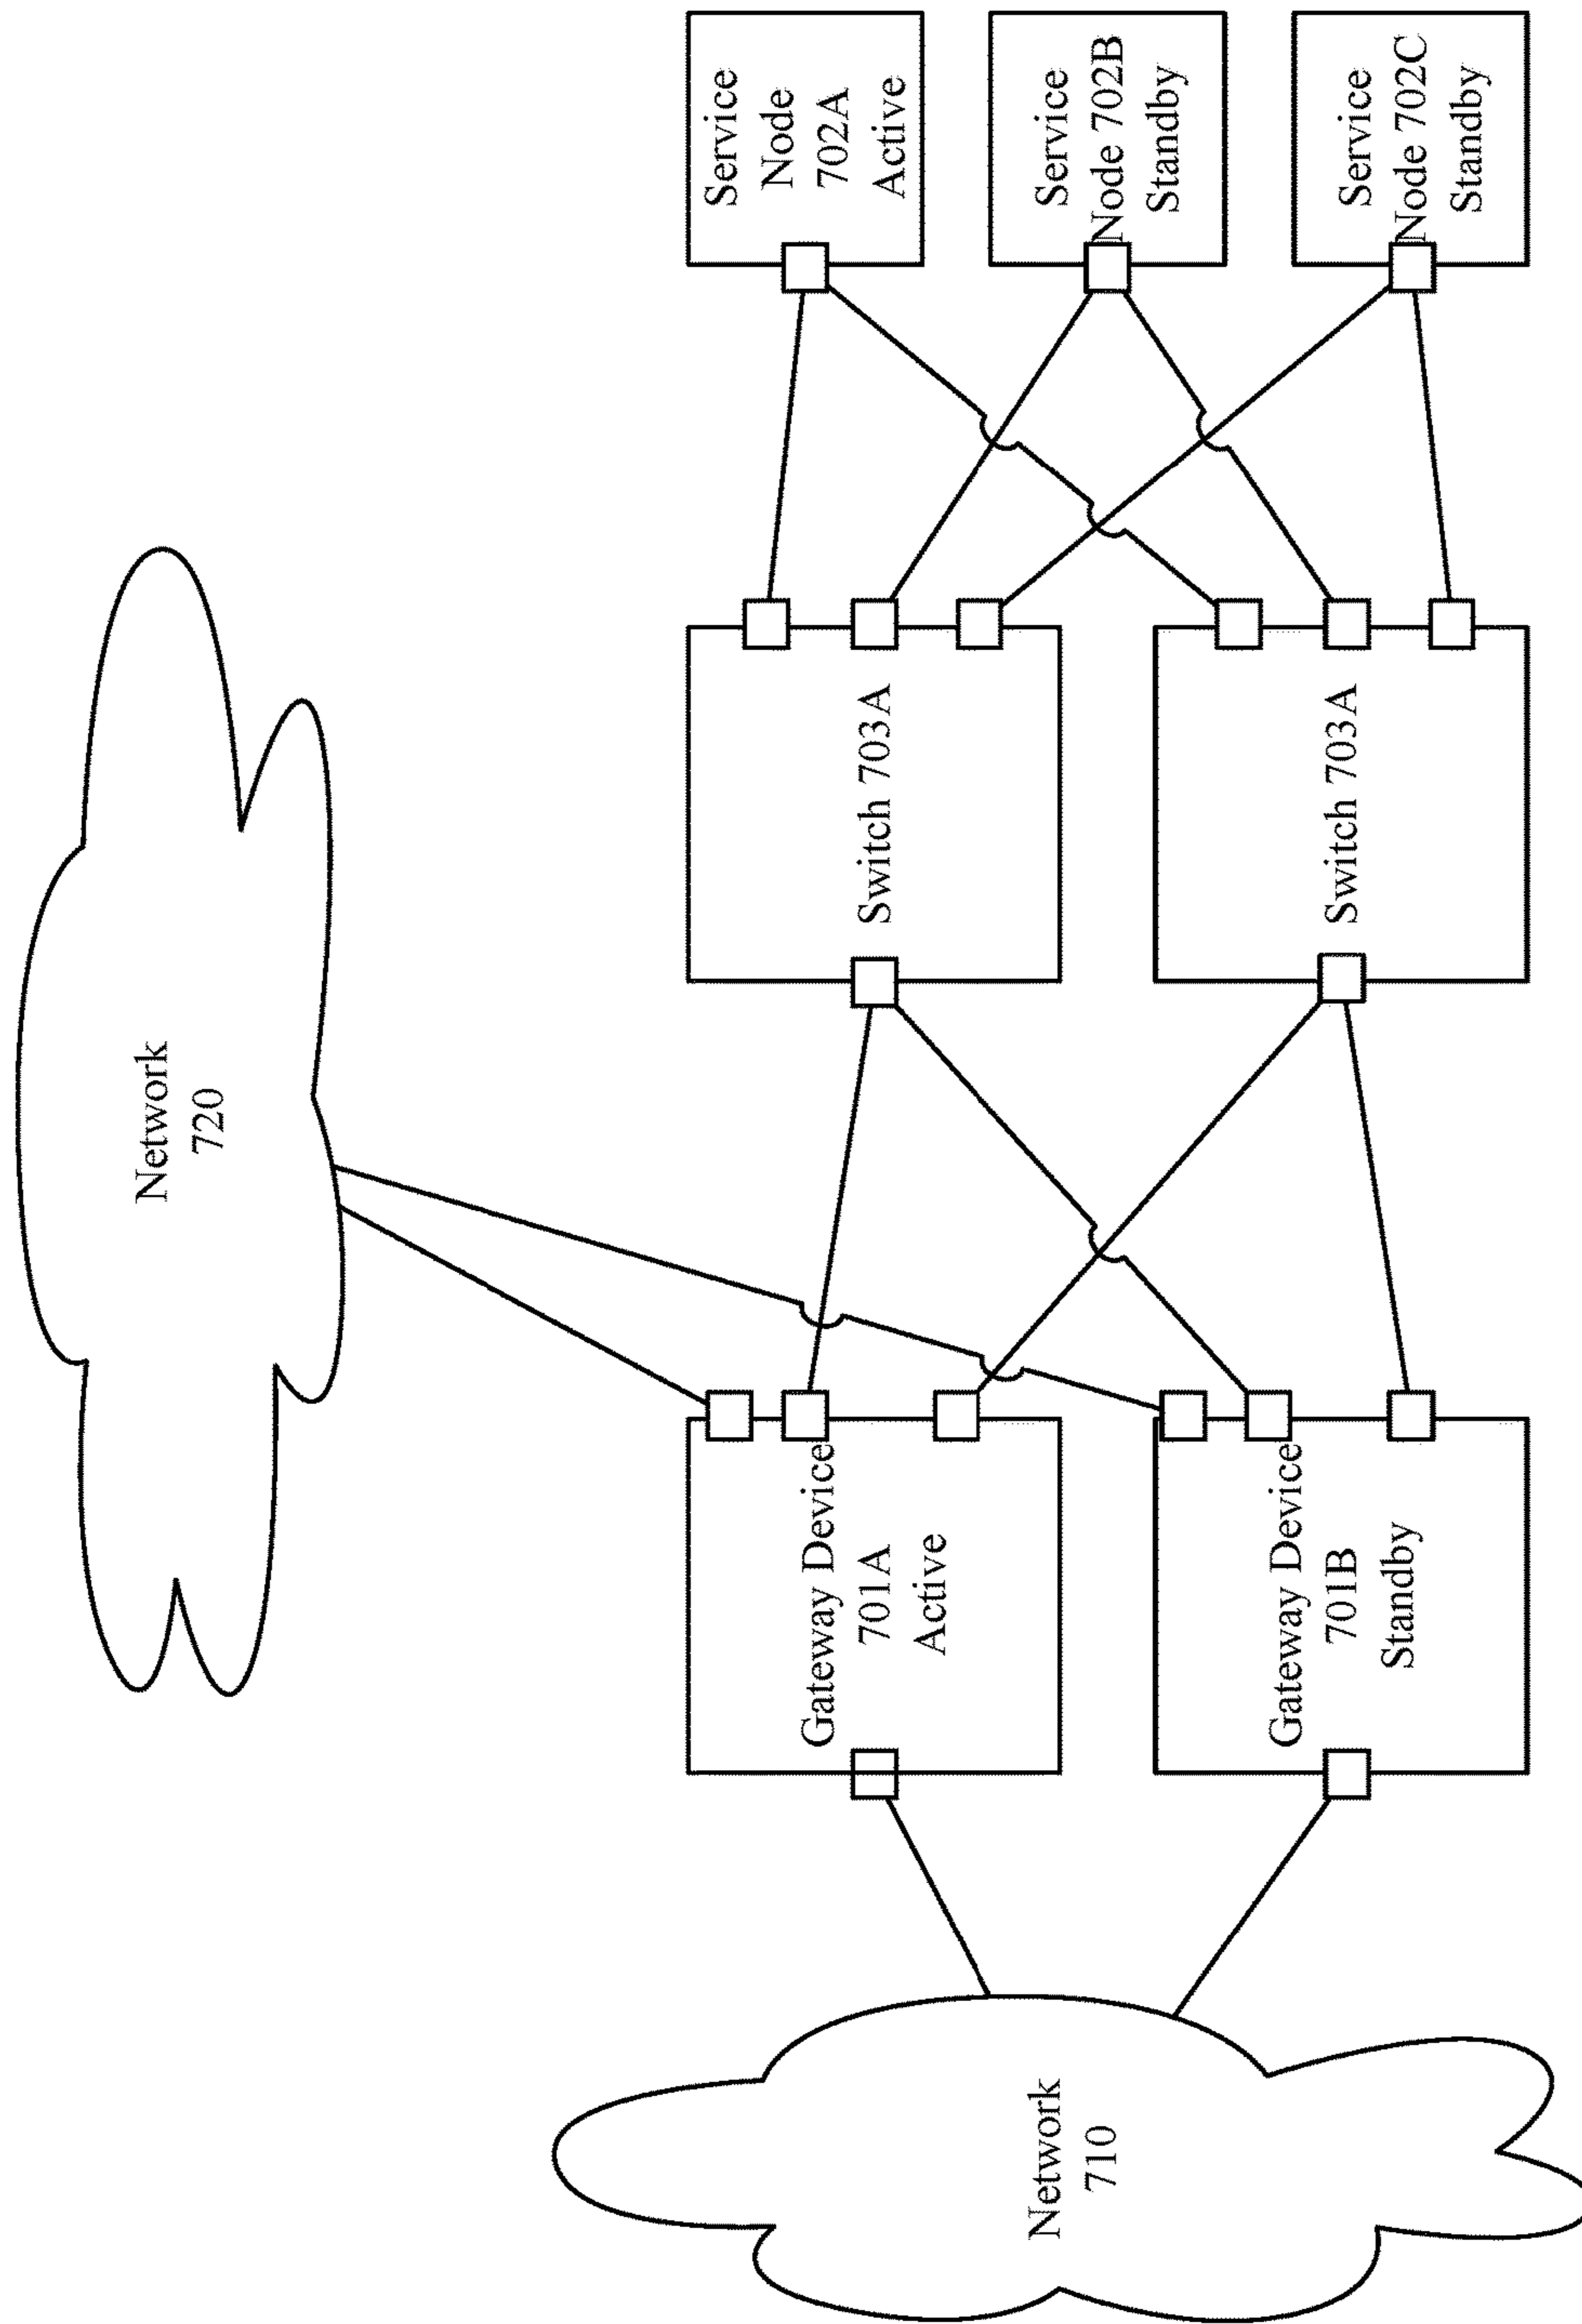 Network
720
Network
710
Gateway Device
701A
Active
Gateway Device
701B
Standby
Switch 703A
Switch 703A
Service
Node
702A
Active
Service
Node 702B
Standby
Service
Node 702C
Standby